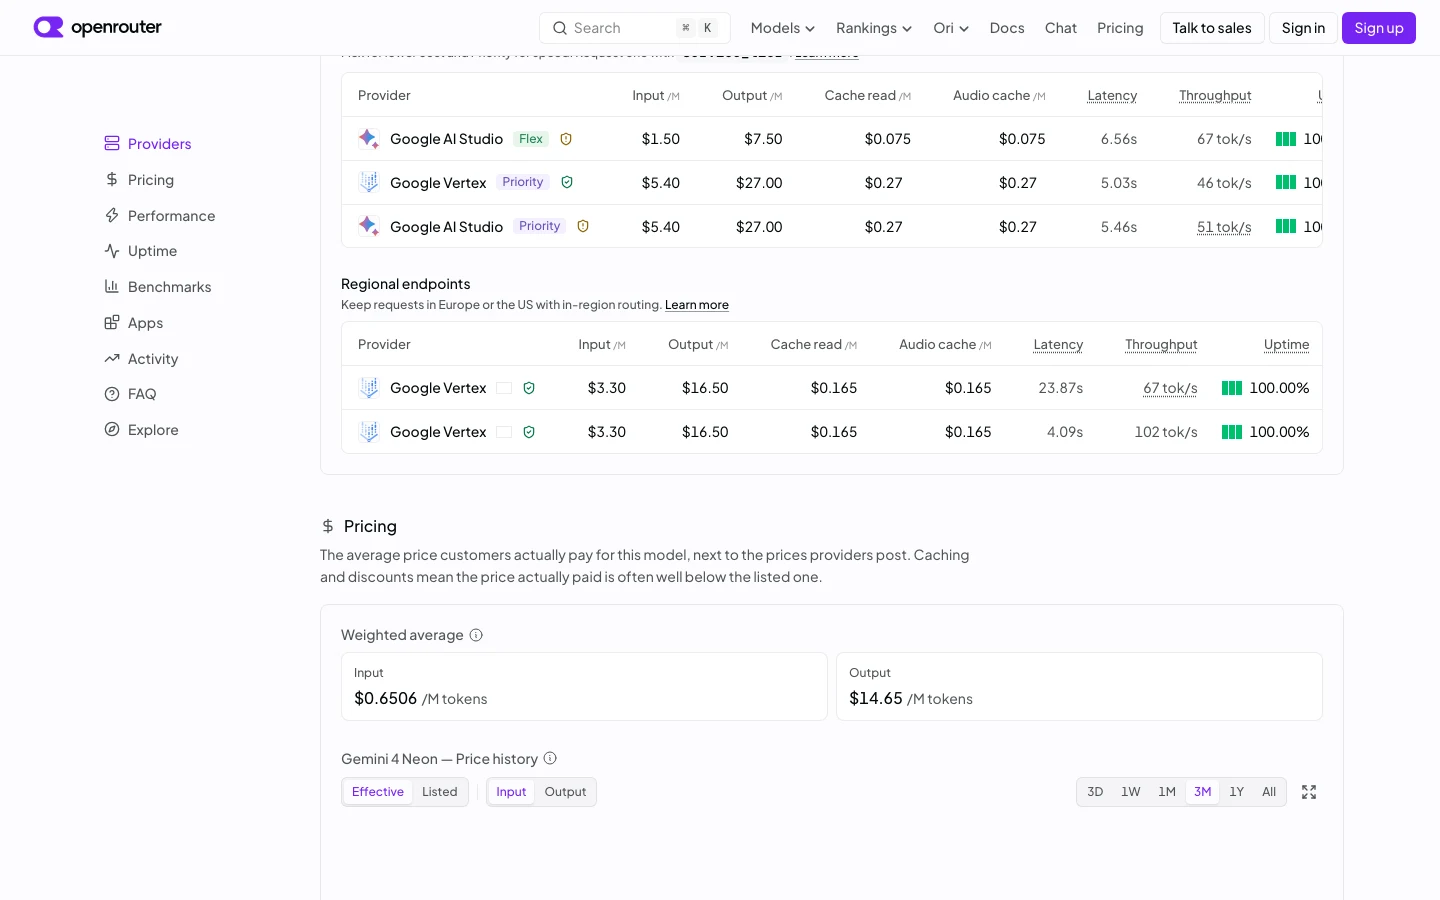 openrouter
Search ⌘ K
Models
Rankings
Ori
Docs
Chat
Pricing
Talk to sales
Sign in
Sign up
Providers
Pricing
Performance
Uptime
Benchmarks
Apps
Activity
FAQ
Explore
Learn more
Provider Input /M Output /M Cache read /M Audio cache /M Latency Throughput
Google AI Studio Flex $1.50 $7.50 $0.075 $0.075 6.56s 67 tok/s
Google Vertex Priority $5.40 $27.00 $0.27 $0.27 5.03s 46 tok/s
Google AI Studio Priority $5.40 $27.00 $0.27 $0.27 5.46s 51 tok/s
Regional endpoints
Keep requests in Europe or the US with in-region routing. Learn more
Provider Input /M Output /M Cache read /M Audio cache /M Latency Throughput Uptime
Google Vertex $3.30 $16.50 $0.165 $0.165 23.87s 67 tok/s 100.00%
Google Vertex $3.30 $16.50 $0.165 $0.165 4.09s 102 tok/s 100.00%
Pricing
The average price customers actually pay for this model, next to the prices providers post. Caching
and discounts mean the price actually paid is often well below the listed one.
Weighted average
Input
$0.6506 /M tokens
Output
$14.65 /M tokens
Gemini 4 Neon — Price history
Effective Listed Input Output 3D 1W 1M 3M 1Y All